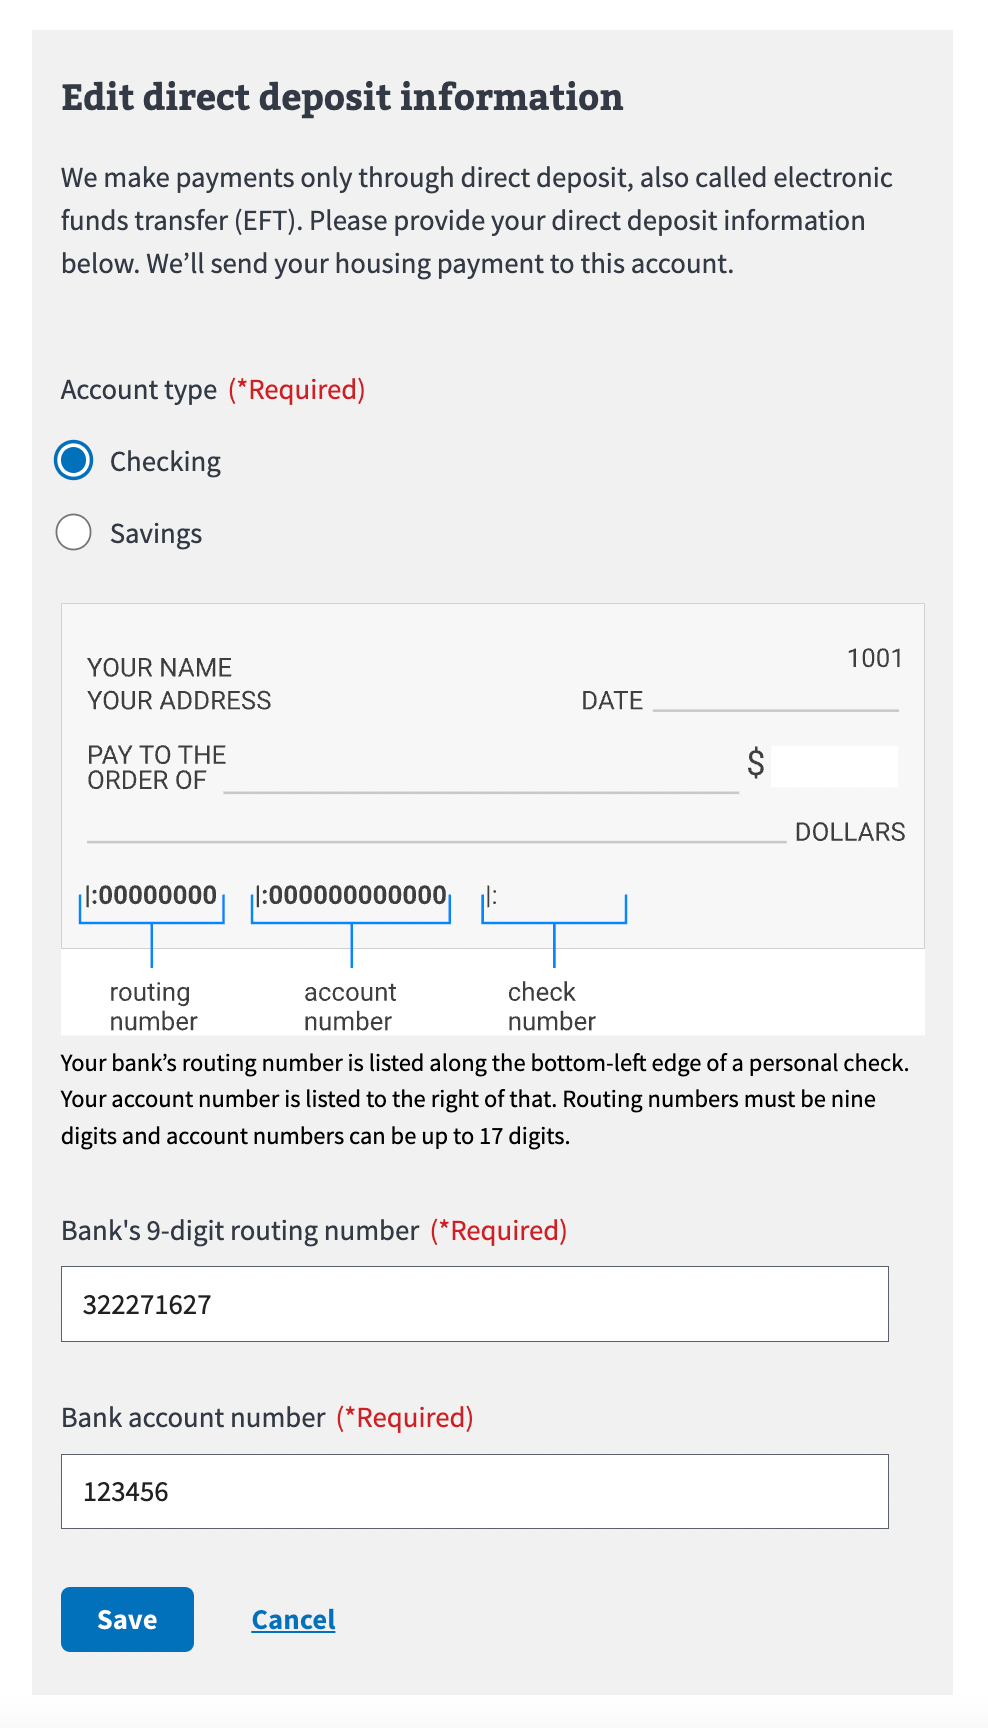 Edit direct deposit information
We make payments only through direct deposit, also called electronic
funds transfer (EFT). Please provide your direct deposit information
below. We’ll send your housing payment to this account.
Account type (*Required)
Checking
Savings
1001
YOUR NAME
YOUR ADDRESS
DATE
PAY TO THE
ORDER OF
$
DOLLARS
|:00000000 |:000000000000 |:
routing
number
account
number
check
number
Your bank’s routing number is listed along the bottom-left edge of a personal check.
Your account number is listed to the right of that. Routing numbers must be nine
digits and account numbers can be up to 17 digits.
Bank's 9-digit routing number (*Required)
322271627
Bank account number (*Required)
123456
Save Cancel